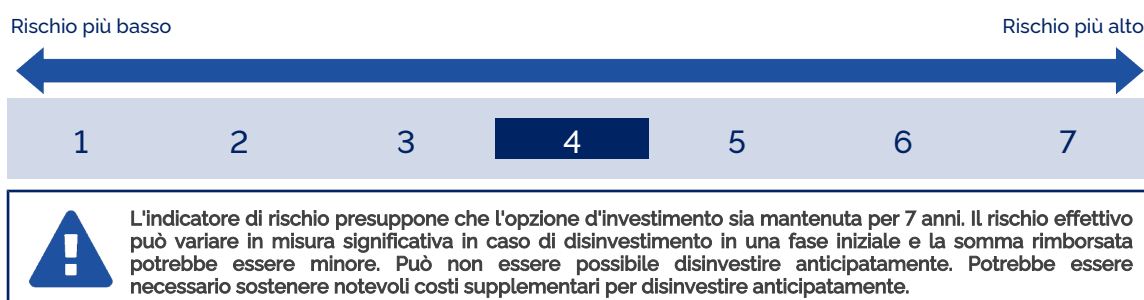 Rischio più basso Rischio più alto
1 2 3 4 5 6 7
L'indicatore di rischio presuppone che l'opzione d'investimento sia mantenuta per 7 anni. Il rischio effettivo
può variare in misura significativa in caso di disinvestimento in una fase iniziale e la somma rimborsata
potrebbe essere minore. Può non essere possibile disinvestire anticipatamente. Potrebbe essere
necessario sostenere notevoli costi supplementari per disinvestire anticipatamente.